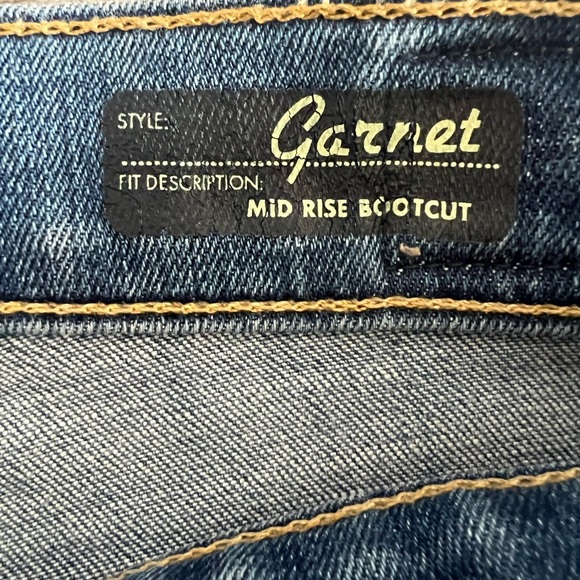 STYLE: Garnet
FIT DESCRIPTION:
MiD RISE BOOTCUT